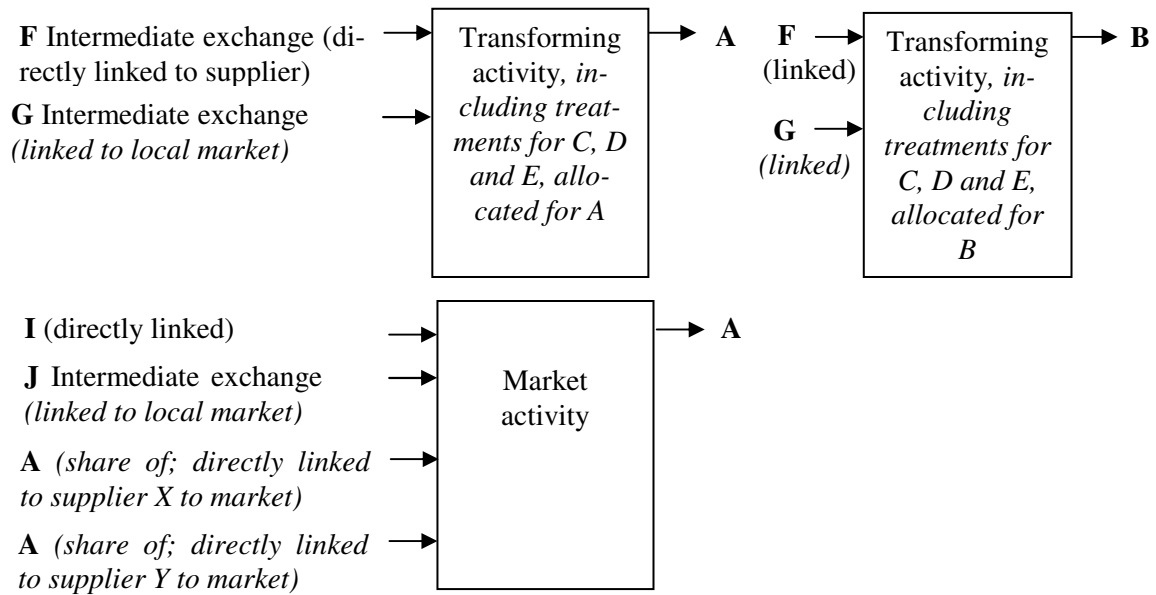 F Intermediate exchange (di-
rectly linked to supplier)
G Intermediate exchange
(linked to local market)
Transforming
activity, in-
cluding treat-
ments for C, D
and E, allo-
cated for A
A
F
(linked)
G
(linked)
Transforming
activity, in-
cluding
treatments for
C, D and E,
allocated for
B
B
I (directly linked)
J Intermediate exchange
(linked to local market)
A (share of; directly linked
to supplier X to market)
A (share of; directly linked
to supplier Y to market)
Market
activity
A